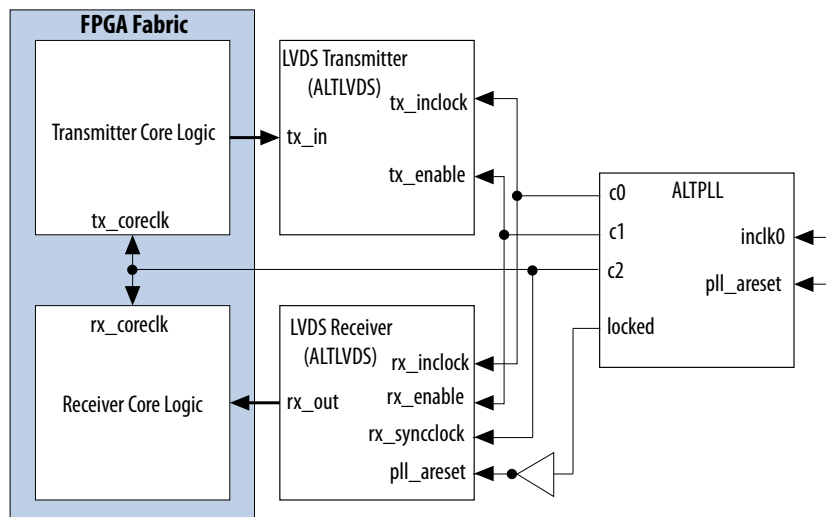 FPGA Fabric
Transmitter Core Logic
tx_coreclk
LVDS Transmitter
(ALTLVDS)
tx_inclock
tx_in
tx_enable
ALTPLL
c0
c1
c2
locked
inclk0
pll_areset
rx_coreclk
Receiver Core Logic
LVDS Receiver
(ALTLVDS)
rx_inclock
rx_out
rx_enable
rx_syncclock
pll_areset